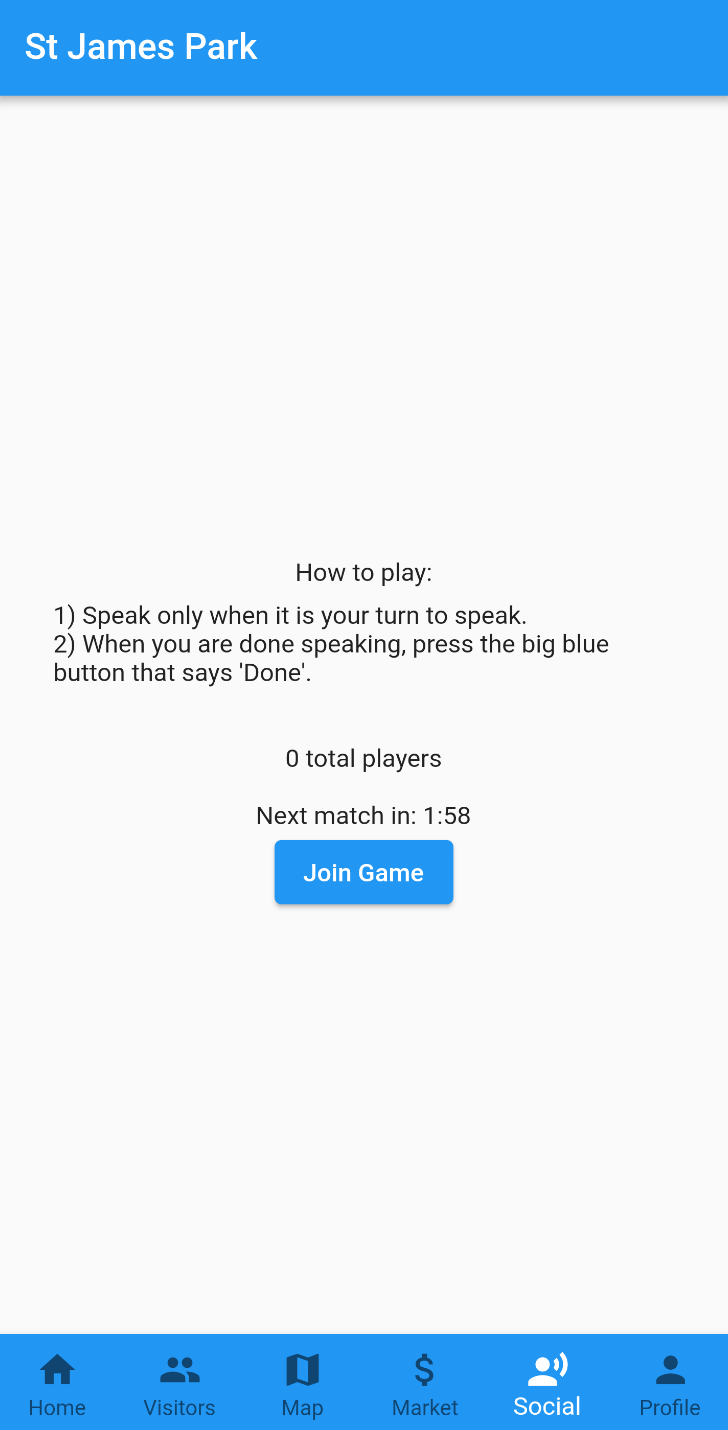 St James Park
How to play:
1) Speak only when it is your turn to speak.
2) When you are done speaking, press the big blue
button that says 'Done'.
0 total players
Next match in: 1:58
Join Game
Home Visitors Map Market Social Profile